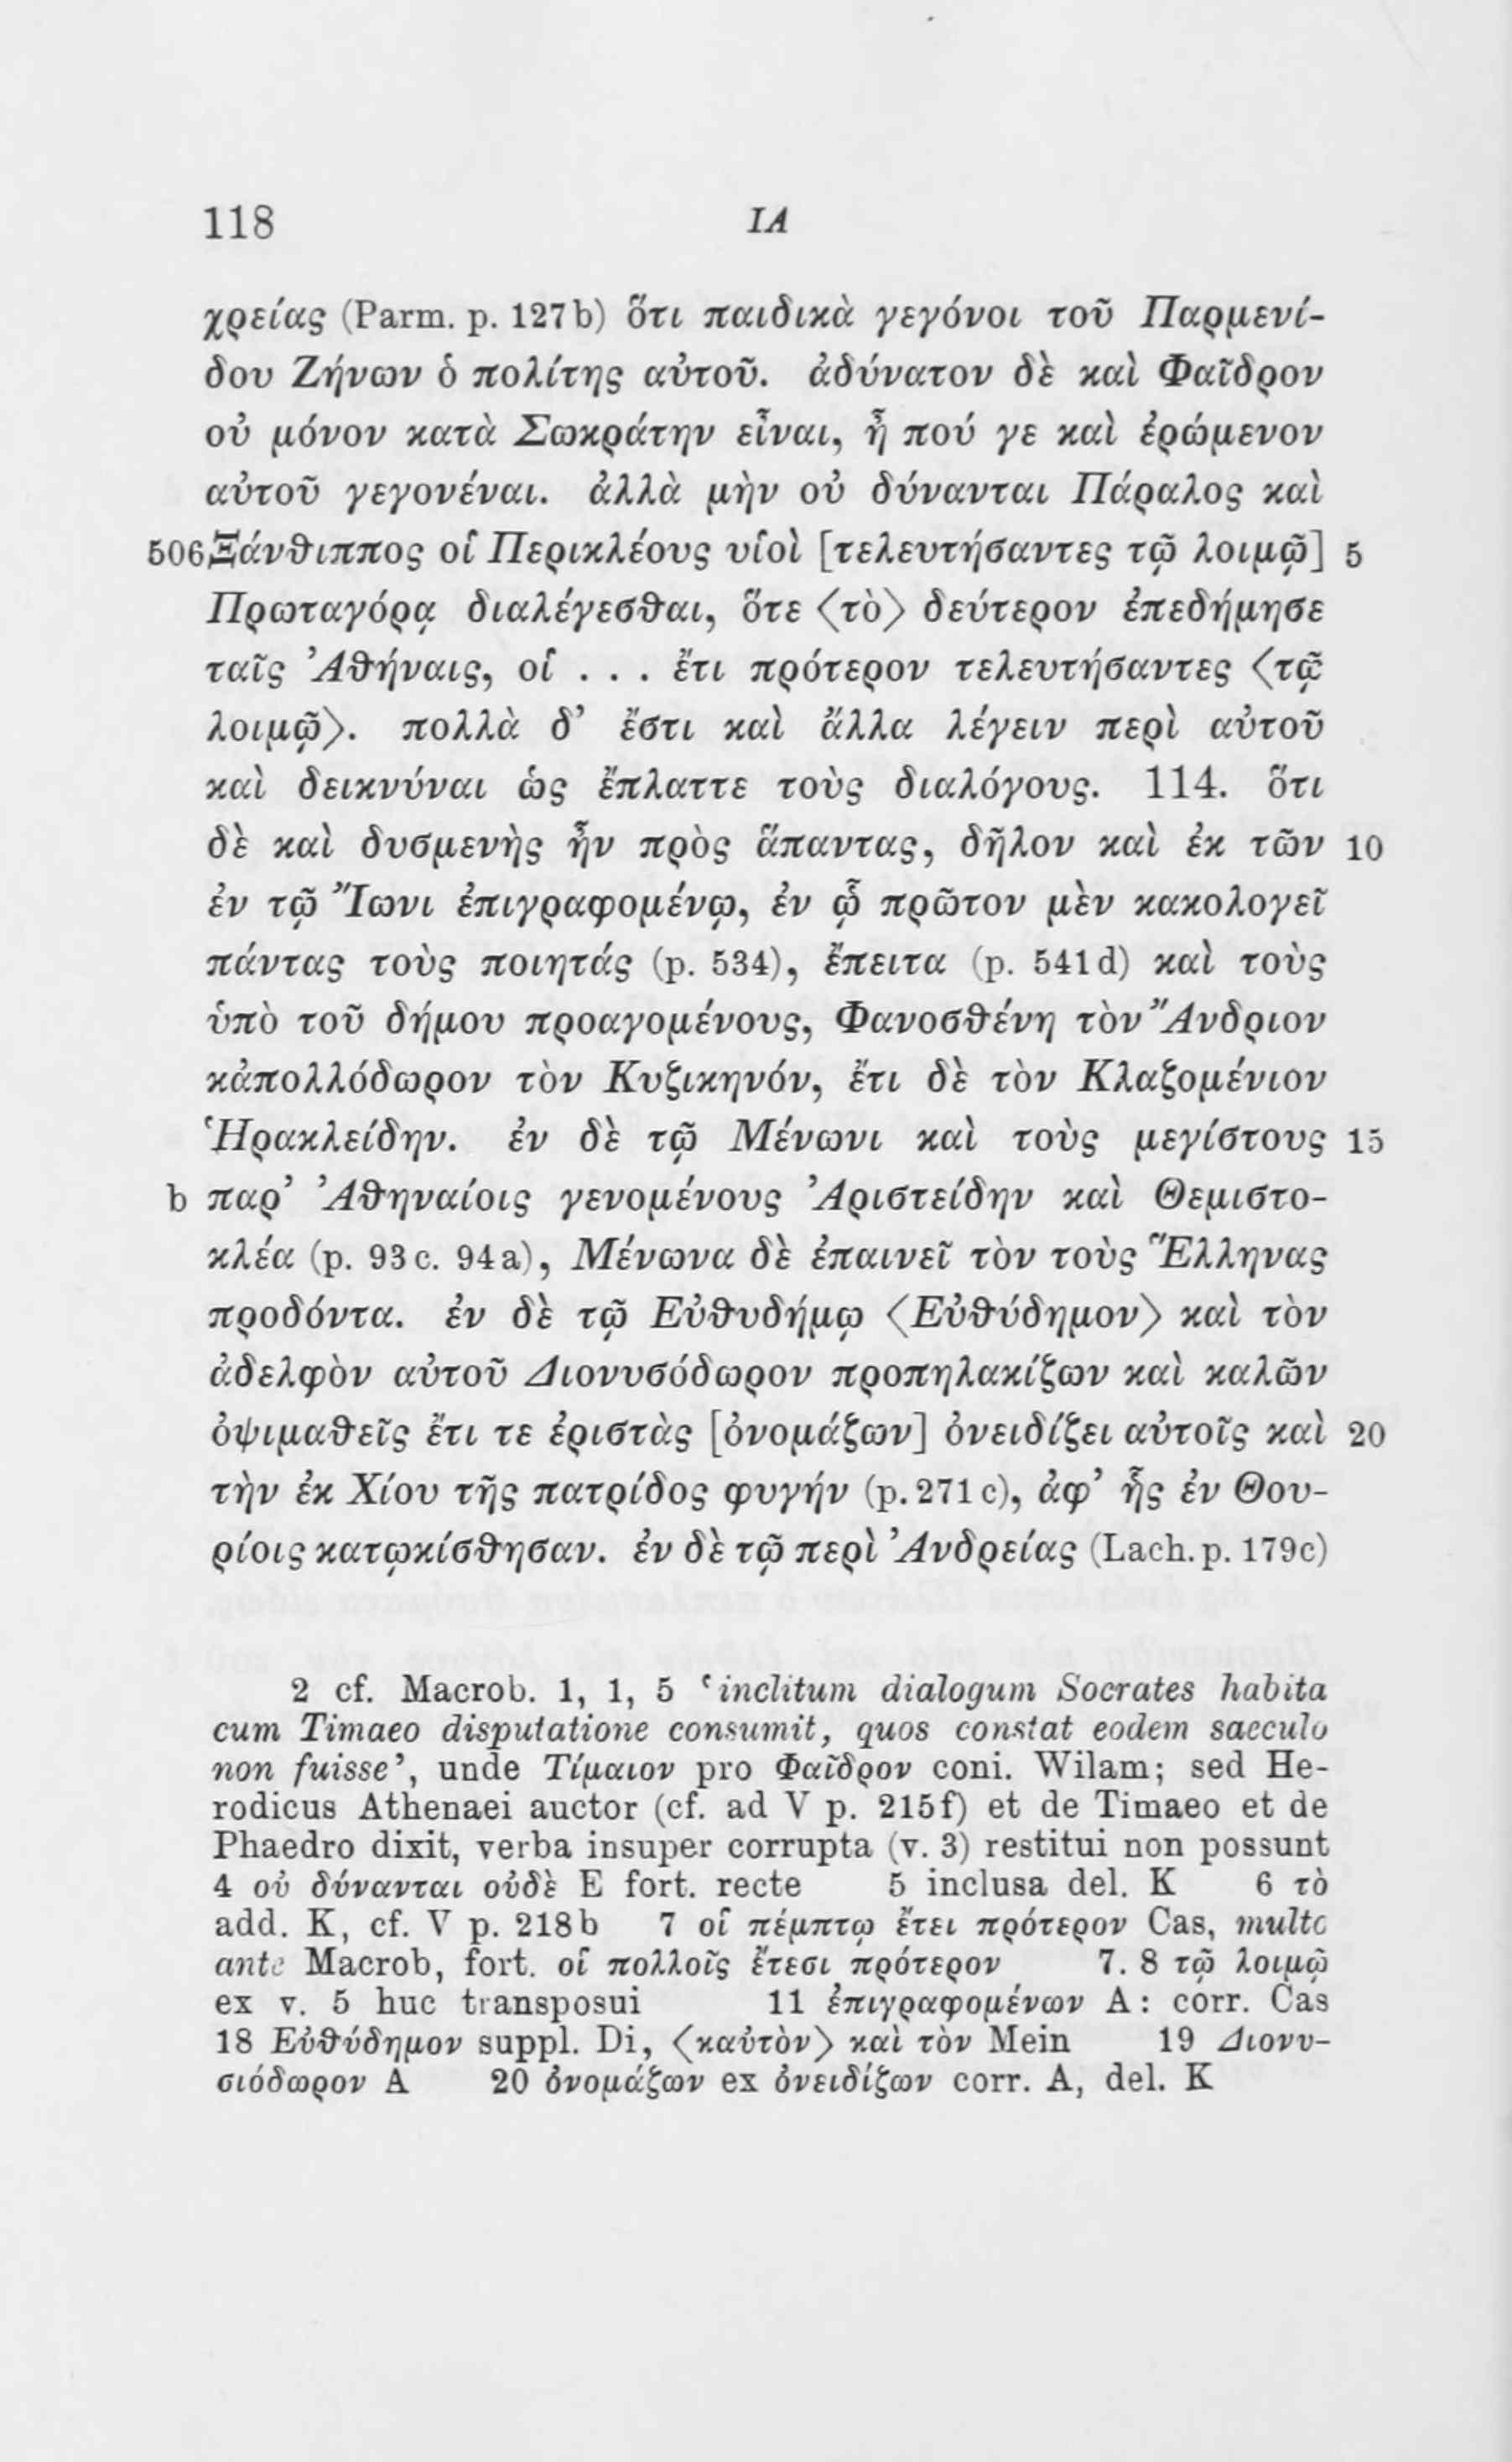 118 ΙΑ
χρείας (Parm. p. 127b) ὅτι παιδικὰ γεγόνοι τοῦ Παρμενί-
δου Ζήνων ὁ πολίτης αὐτοῦ. ἀδύνατον δὲ καὶ Φαῖδρον
οὐ μόνον κατὰ Σωκράτην εἶναι, ἦ πού γε καὶ ἐρώμενον
αὐτοῦ γεγονέναι. ἀλλὰ μὴν οὐ δύνανται Πάραλος καὶ
506 Ξάνθιππος οἱ Περικλέους υἱοὶ [τελευτήσαντες τῷ λοιμῷ] 5
Πρωταγόρᾳ διαλέγεσθαι, ὅτε ⟨τὸ⟩ δεύτερον ἐπεδήμησε
ταῖς Ἀθήναις, οἱ . . . ἔτι πρότερον τελευτήσαντες ⟨τῷ
λοιμῷ⟩. πολλὰ δ’ ἔστι καὶ ἄλλα λέγειν περὶ αὐτοῦ
καὶ δεικνύναι ὡς ἔπλαττε τοὺς διαλόγους. 114. ὅτι
δὲ καὶ δυσμενὴς ἦν πρὸς ἅπαντας, δῆλον καὶ ἐκ τῶν 10
ἐν τῷ Ἴωνι ἐπιγραφομένῳ, ἐν ᾧ πρῶτον μὲν κακολογεῖ
πάντας τοὺς ποιητάς (p. 534), ἔπειτα (p. 541d) καὶ τοὺς
ὑπὸ τοῦ δήμου προαγομένους, Φανοσθένη τὸν Ἄνδριον
κἀπολλόδωρον τὸν Κυζικηνόν, ἔτι δὲ τὸν Κλαζομένιον
Ἡρακλείδην. ἐν δὲ τῷ Μένωνι καὶ τοὺς μεγίστους 15
b παρ’ Ἀθηναίοις γενομένους Ἀριστείδην καὶ Θεμιστο-
κλέα (p. 93c. 94a), Μένωνα δὲ ἐπαινεῖ τὸν τοὺς Ἕλληνας
προδόντα. ἐν δὲ τῷ Εὐθυδήμῳ ⟨Εὐθύδημον⟩ καὶ τὸν
ἀδελφὸν αὐτοῦ Διονυσόδωρον προπηλακίζων καὶ καλῶν
ὀψιμαθεῖς ἔτι τε ἐριστὰς [ὀνομάζων] ὀνειδίζει αὐτοῖς καὶ 20
τὴν ἐκ Χίου τῆς πατρίδος φυγήν (p. 271c), ἀφ’ ἧς ἐν Θου-
ρίοις κατῳκίσθησαν. ἐν δὲ τῷ περὶ Ἀνδρείας (Lach. p. 179c)
2 cf. Macrob. 1, 1, 5 ‘inclitum dialogum Socrates habita
cum Timaeo disputatione consumit, quos constat eodem saeculo
non fuisse’, unde Τίμαιον pro Φαῖδρον coni. Wilam; sed He-
rodicus Athenaei auctor (cf. ad V p. 215f) et de Timaeo et de
Phaedro dixit, verba insuper corrupta (v. 3) restitui non possunt
4 οὐ δύνανται οὐδὲ E fort. recte 5 inclusa del. K 6 τὸ
add. K, cf. V p. 218b 7 οἱ πέμπτῳ ἔτει πρότερον Cas, multo
ante Macrob, fort. οἱ πολλοῖς ἔτεσι πρότερον 7. 8 τῷ λοιμῷ
ex v. 5 huc transposui 11 ἐπιγραφομένων A: corr. Cas
18 Εὐθύδημον suppl. Di, ⟨καὐτὸν⟩ καὶ τὸν Mein 19 Διονυ-
σιόδωρον A 20 ὀνομάζων ex ὀνειδίζων corr. A, del. K